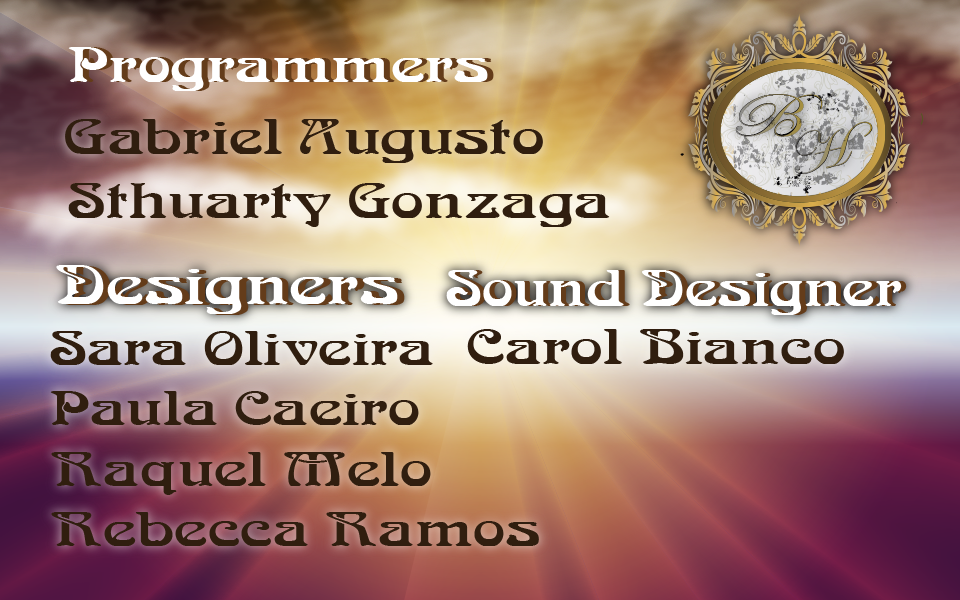 Programmers
Gabriel Augusto
Sthuarty Gonzaga
Designers
Sara Oliveira
Paula Caeiro
Raquel Melo
Rebecca Ramos
Sound Designer
Carol Bianco
B H